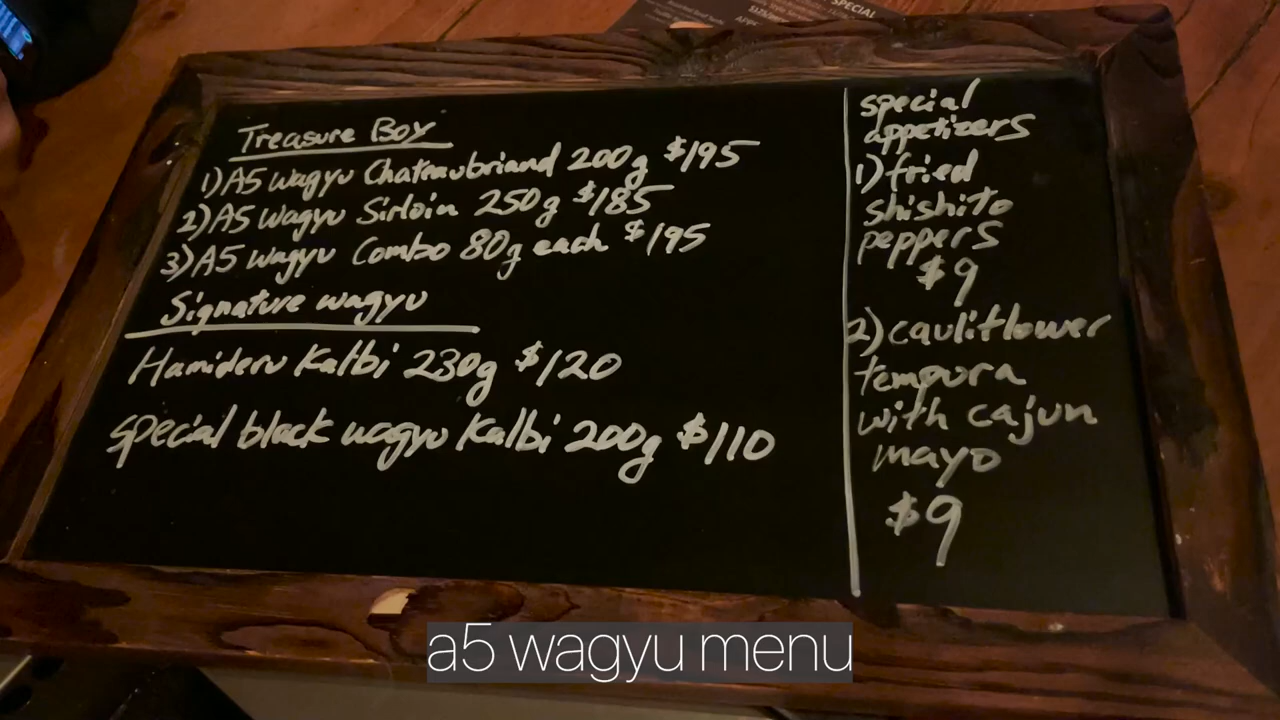 SPECIAL
Treasure Boy
1) A5 wagyu Chateaubriand 200g $195
2) A5 wagyu Sirloin 250g $185
3) A5 wagyu Combo 80g each $195
Signature wagyu
Hamideru Kalbi 230g $120
special black wagyu Kalbi 200g $110
special
appetizers
1) fried
shishito
peppers
$9
2) cauliflower
tempura
with cajun
mayo
$9
a5 wagyu menu